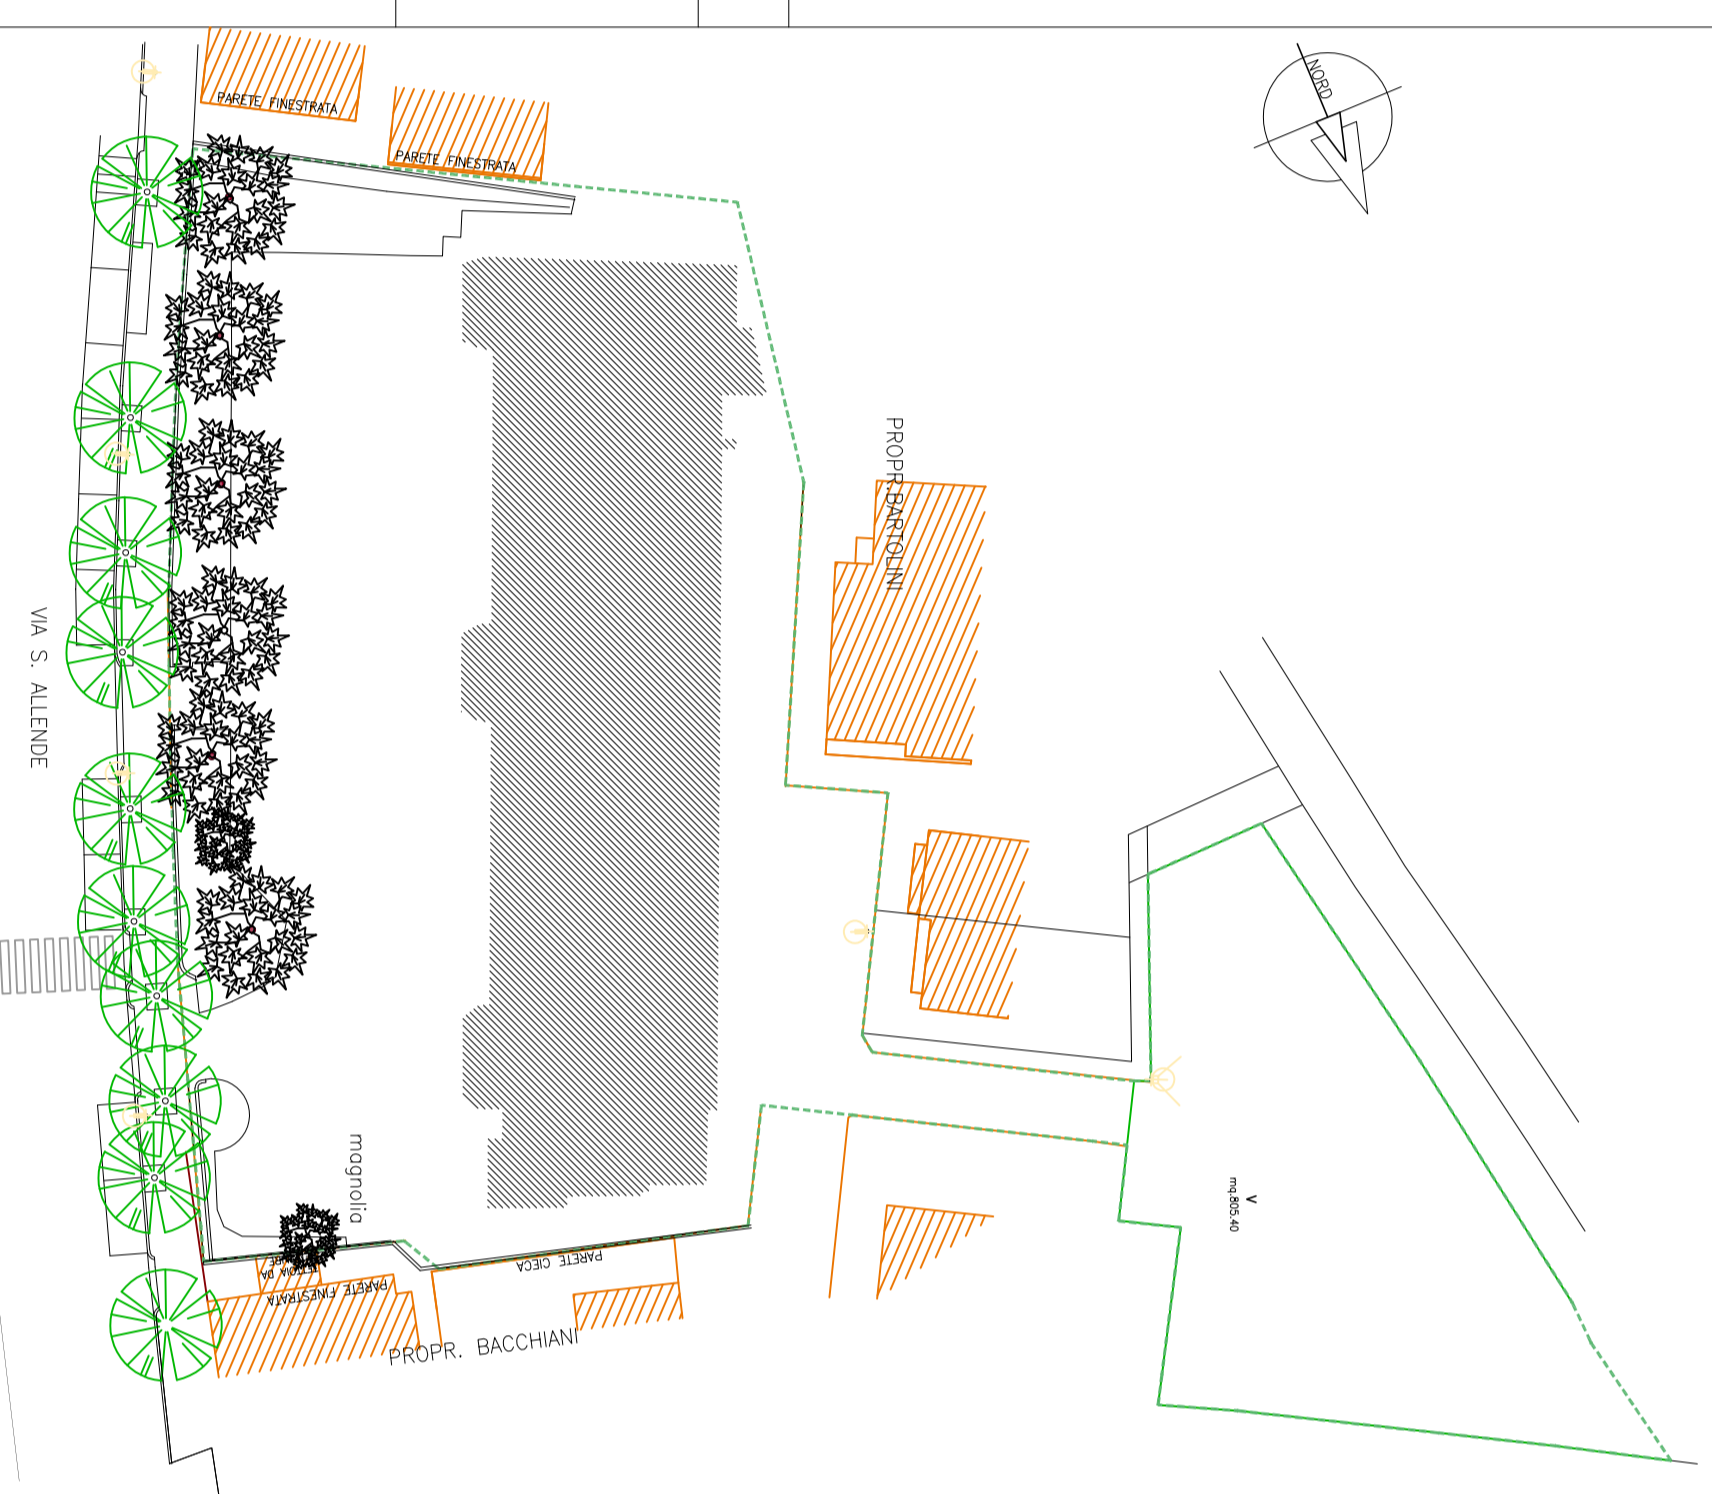 PARETE FINESTRATA
NORD
PARETE FINESTRATA
PROPR.BARTOLINI
VIA S. ALLENDE
magnolia
V
mq.805.40
PARETE CIECA
PARETE FINESTRATA
PROPR. BACCHIANI